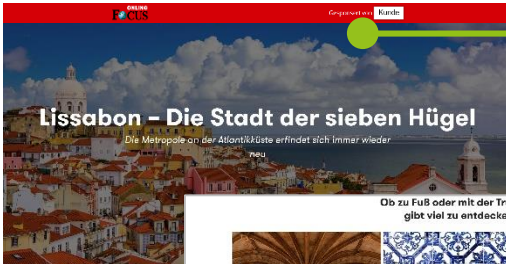 ONLINE
FOCUS
Gesponsert von Kunde
Lissabon – Die Stadt der sieben Hügel
Die Metropole an der Atlantikküste erfindet sich immer wieder
neu
Ob zu Fuß oder mit der Tr
gibt viel zu entdecke